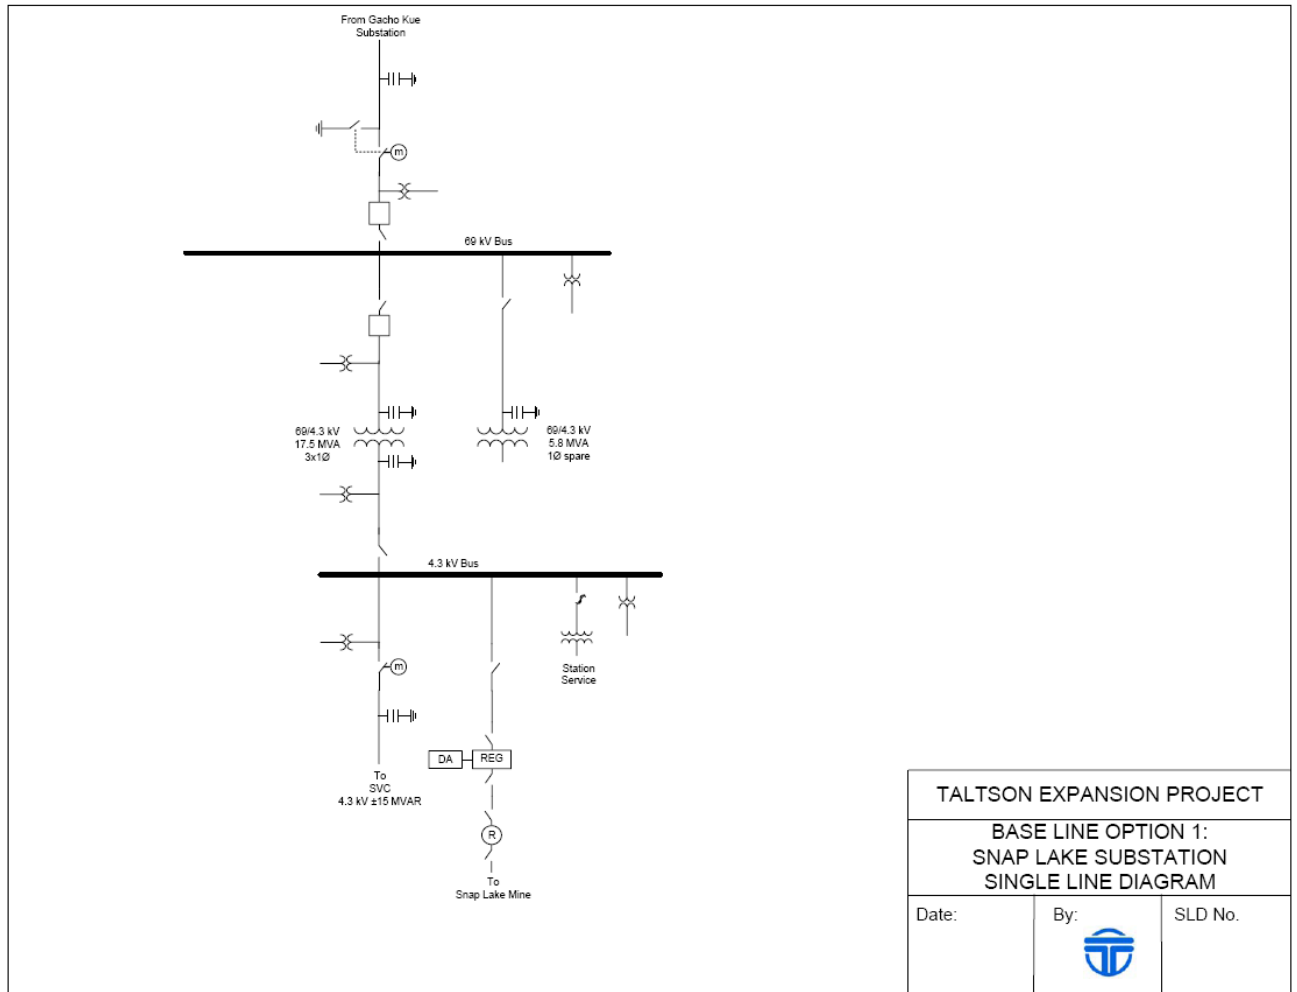 From Gacho Kue
Substation
m
69 kV Bus
69/4.3 kV
17.5 MVA
3x1Ø
69/4.3 kV
5.8 MVA
1Ø spare
4.3 kV Bus
m
Station
Service
DA
REG
To
SVC
4.3 kV ±15 MVAR
R
To
Snap Lake Mine
TALTSON EXPANSION PROJECT
BASE LINE OPTION 1:
SNAP LAKE SUBSTATION
SINGLE LINE DIAGRAM
Date:
By:
SLD No.